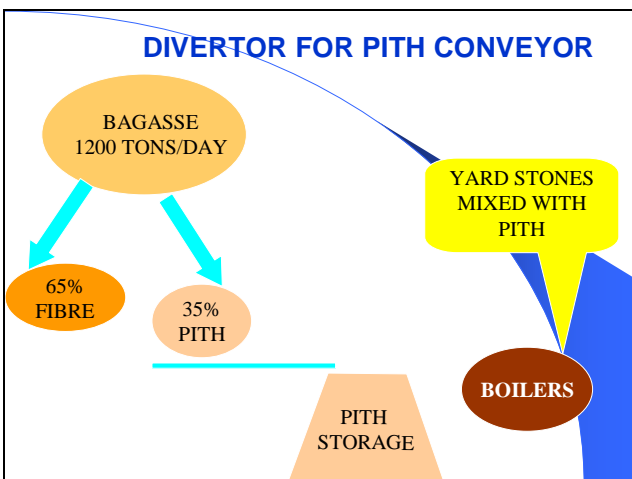 DIVERTOR FOR PITH CONVEYOR
BAGASSE
1200 TONS/DAY
YARD STONES
MIXED WITH
PITH
65%
FIBRE
35%
PITH
BOILERS
PITH
STORAGE